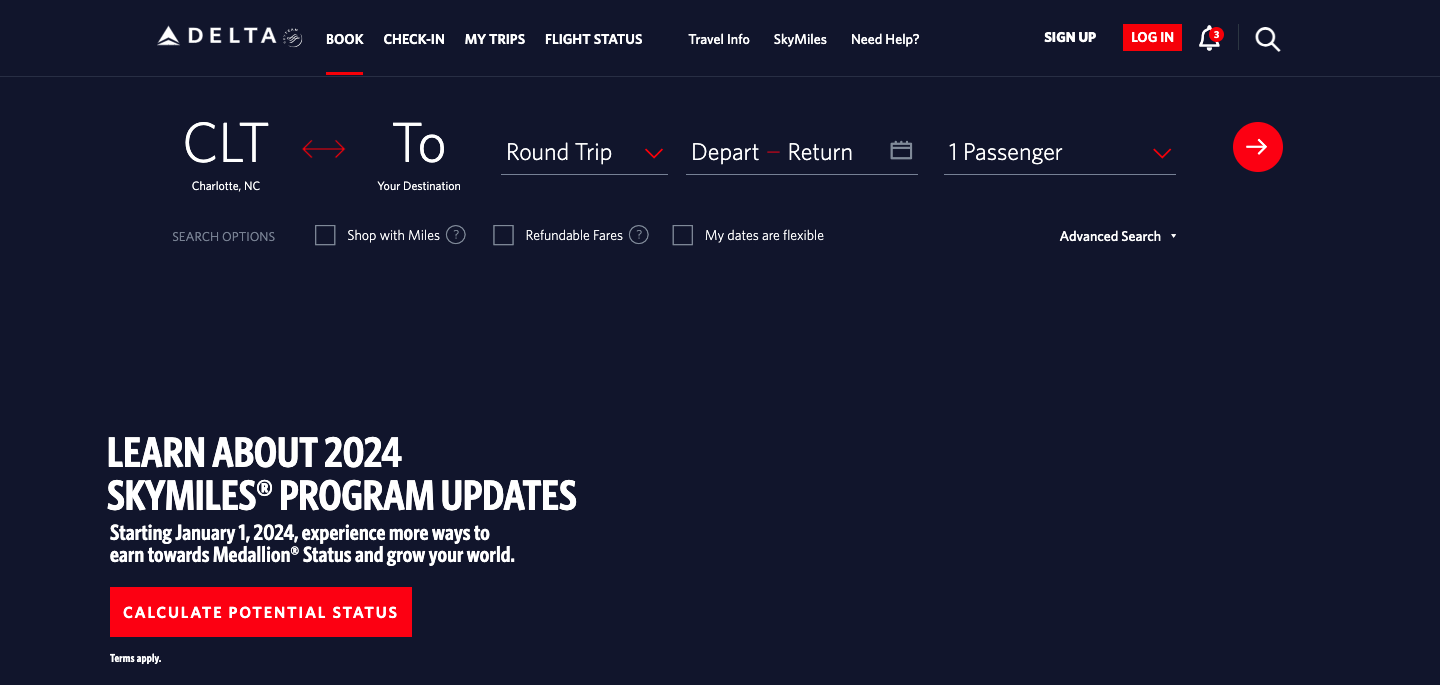 DELTA
BOOK CHECK-IN MY TRIPS FLIGHT STATUS Travel Info SkyMiles Need Help? SIGN UP LOG IN 3
CLT To Round Trip Depart — Return 1 Passenger
Charlotte, NC Your Destination
SEARCH OPTIONS Shop with Miles ? Refundable Fares ? My dates are flexible Advanced Search
LEARN ABOUT 2024
SKYMILES® PROGRAM UPDATES
Starting January 1, 2024, experience more ways to
earn towards Medallion® Status and grow your world.
CALCULATE POTENTIAL STATUS
Terms apply.